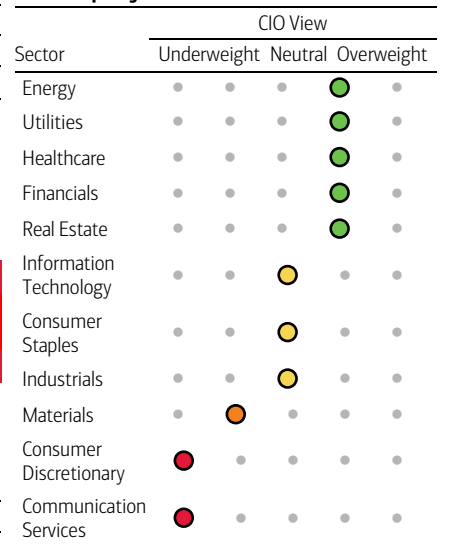 CIO View
Sector Underweight Neutral Overweight
Energy
Utilities
Healthcare
Financials
Real Estate
Information
Technology
Consumer
Staples
Industrials
Materials
Consumer
Discretionary
Communication
Services